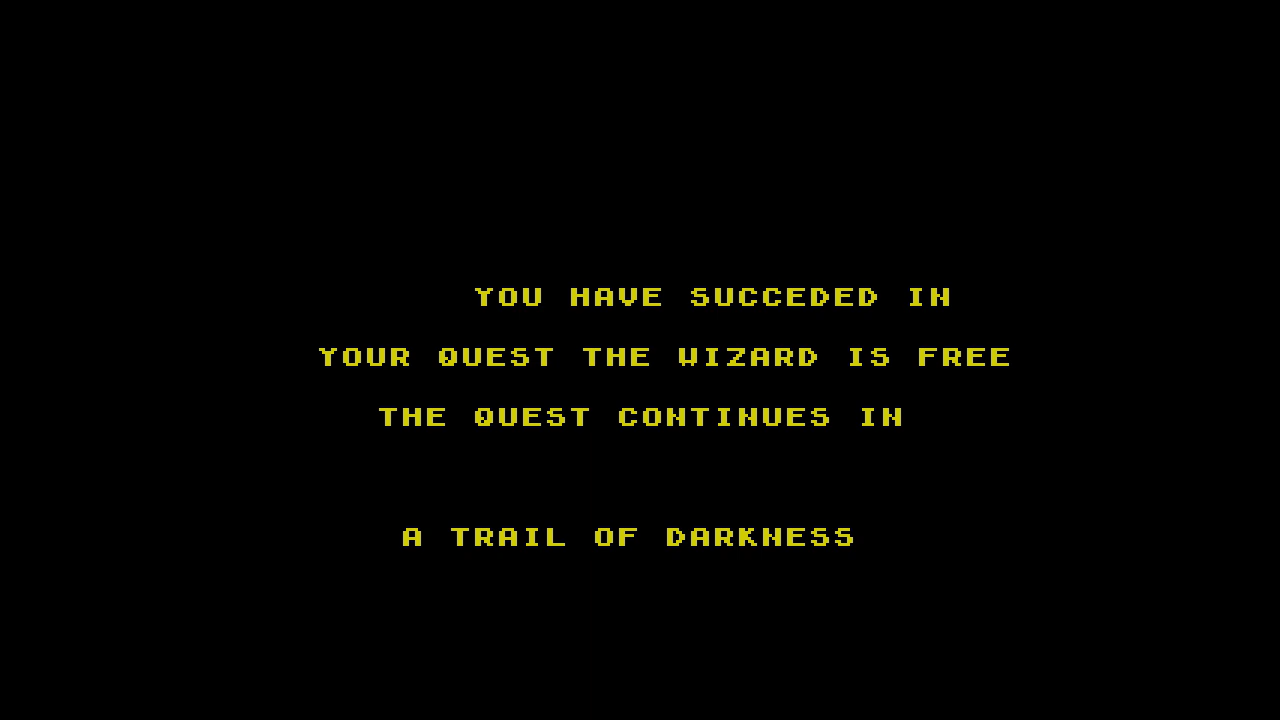 YOU HAVE SUCCEDED IN
YOUR QUEST THE WIZARD IS FREE
THE QUEST CONTINUES IN
A TRAIL OF DARKNESS